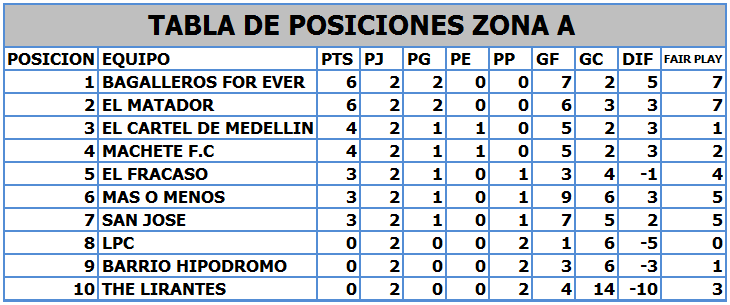 TABLA DE POSICIONES ZONA A
POSICION EQUIPO PTS PJ PG PE PP GF GC DIF FAIR PLAY
1 BAGALLEROS FOR EVER 6 2 2 0 0 7 2 5 7
2 EL MATADOR 6 2 2 0 0 6 3 3 7
3 EL CARTEL DE MEDELLIN 4 2 1 1 0 5 2 3 1
4 MACHETE F.C 4 2 1 1 0 5 2 3 2
5 EL FRACASO 3 2 1 0 1 3 4 -1 4
6 MAS O MENOS 3 2 1 0 1 9 6 3 5
7 SAN JOSE 3 2 1 0 1 7 5 2 5
8 LPC 0 2 0 0 2 1 6 -5 0
9 BARRIO HIPODROMO 0 2 0 0 2 3 6 -3 1
10 THE LIRANTES 0 2 0 0 2 4 14 -10 3